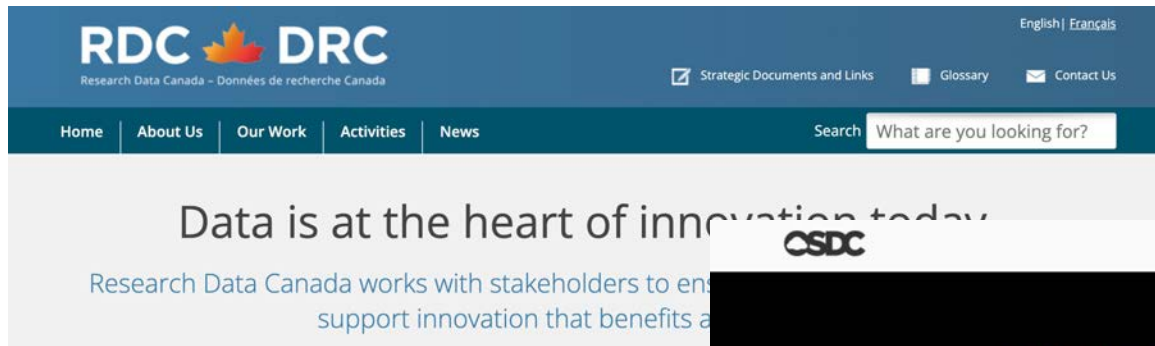 English | Français
RDC DRC
Research Data Canada – Données de recherche Canada
Strategic Documents and Links Glossary Contact Us
Home About Us Our Work Activities News Search What are you looking for?
Data is at the heart of innovation today
OSDC
Research Data Canada works with stakeholders to
support innovation that benefits